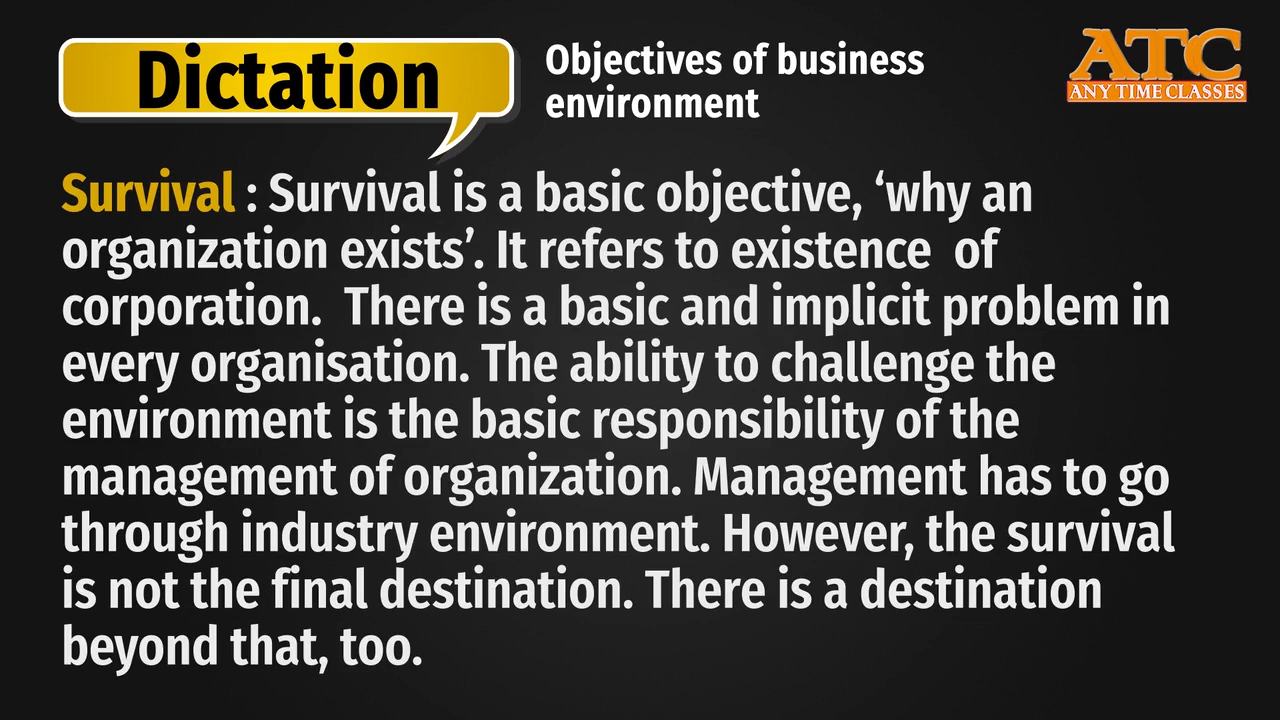 Dictation
Objectives of business
environment
ATC
ANY TIME CLASSES
Survival : Survival is a basic objective, ‘why an
organization exists’. It refers to existence  of
corporation.  There is a basic and implicit problem in
every organisation. The ability to challenge the
environment is the basic responsibility of the
management of organization. Management has to go
through industry environment. However, the survival
is not the final destination. There is a destination
beyond that, too.